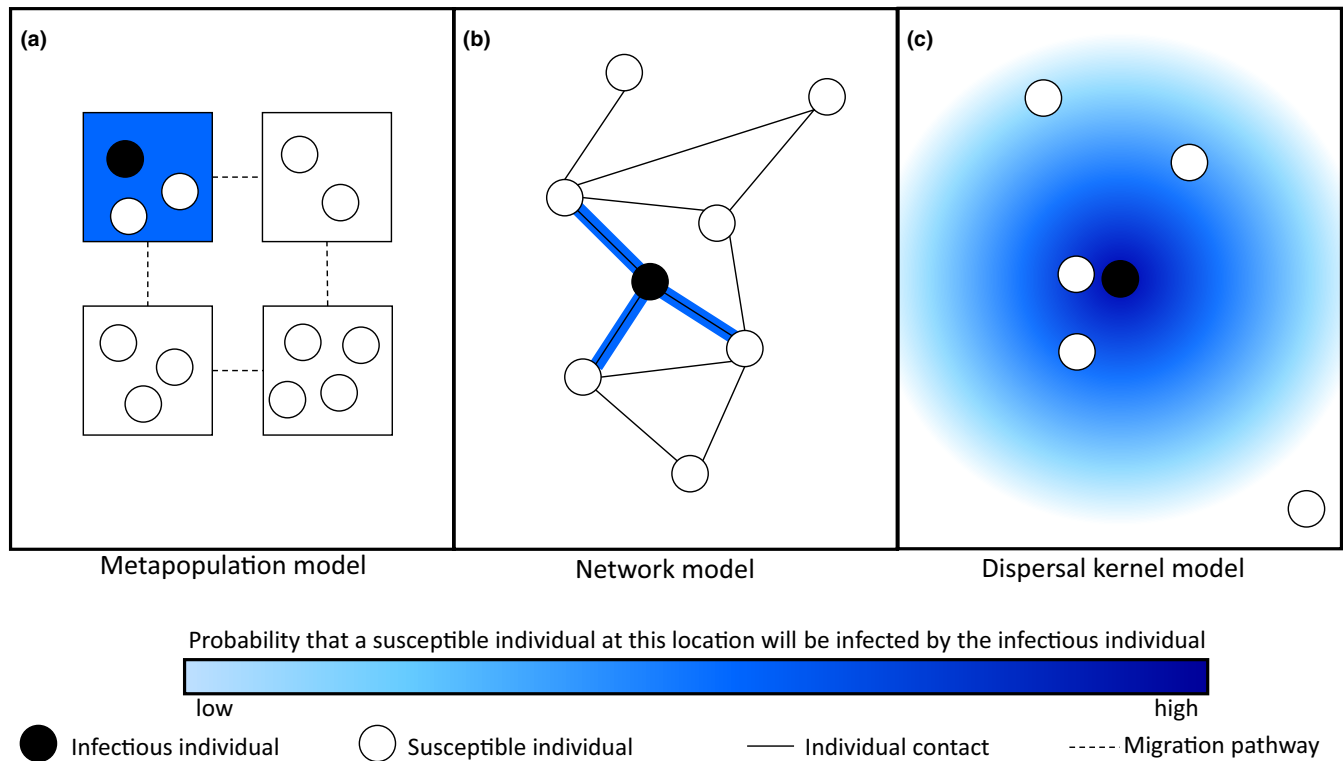 (a)
(b)
(c)
Metapopulation model
Network model
Dispersal kernel model
Probability that a susceptible individual at this location will be infected by the infectious individual
low
high
Infectious individual
Susceptible individual
Individual contact
Migration pathway